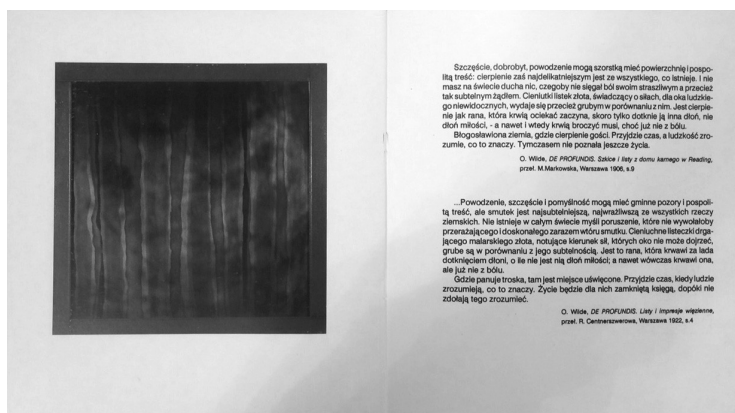 Szczęście, dobrobyt, powodzenie mogą szorstką mieć powierzchnię i pospo-
litą treść: cierpienie zaś najdelikatniejszym jest ze wszystkiego, co istnieje. I nie
masz na świecie ducha nic, czegoby nie sięgał ból swoim straszliwym a przecież
tak subtelnym żądłem. Cieniutki listek złota, świadczący o siłach, dla oka ludzkie-
go niewidocznych, wydaje się przecież grubym w porównaniu z nim. Jest cierpie-
nie jak rana, która krwią ociekać zaczyna, skoro tylko dotknie ją inna dłoń, nie
dłoń miłości, - a nawet i wtedy krwią broczyć musi, choć już nie z bólu.
Błogosławiona ziemia, gdzie cierpienie gości. Przyjdzie czas, a ludzkość zro-
zumie, co to znaczy. Tymczasem nie poznała jeszcze życia.
O. Wilde, DE PROFUNDIS. Szkice i listy z domu karnego w Reading,
przeł. M.Markowska, Warszawa 1906, s.9
...Powodzenie, szczęście i pomyślność mogą mieć gminne pozory i pospoli-
tą treść, ale smutek jest najsubtelniejszą, najwrażliwszą ze wszystkich rzeczy
ziemskich. Nie istnieje w całym świecie myśli poruszenie, które nie wywołałoby
przerażającego i doskonałego zarazem wtóru smutku. Cieniuchne listeczki drga-
jącego malarskiego złota, notujące kierunek sił, których oko nie może dojrzeć,
grube są w porównaniu z jego subtelnością. Jest to rana, która krwawi za lada
dotknięciem dłoni, o ile nie jest nią dłoń miłości; a nawet wówczas krwawi ona,
ale już nie z bólu.
Gdzie panuje troska, tam jest miejsce uświęcone. Przyjdzie czas, kiedy ludzie
zrozumieją, co to znaczy. Życie będzie dla nich zamkniętą księgą, dopóki nie
zdołają tego zrozumieć.
O. Wilde, DE PROFUNDIS. Listy i impresje więzienne,
przeł. R. Centnerszwerowa, Warszawa 1922, s.4